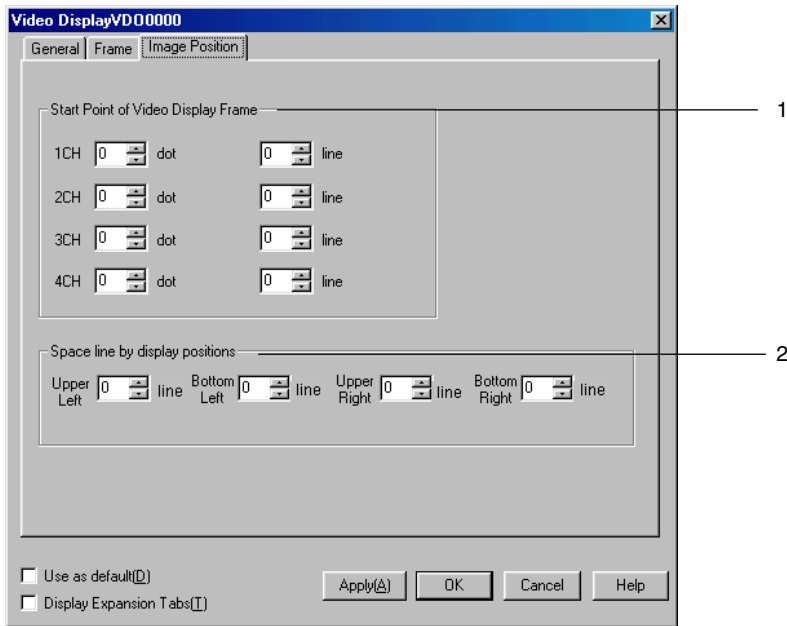 Video DisplayVDO0000
General Frame Image Position
Start Point of Video Display Frame 1
1CH 0 dot 0 line
2CH 0 dot 0 line
3CH 0 dot 0 line
4CH 0 dot 0 line
Space line by display positions 2
Upper Left 0 line Bottom Left 0 line Upper Right 0 line Bottom Right 0 line
Use as default(D)
Display Expansion Tabs(T)
Apply(A) OK Cancel Help